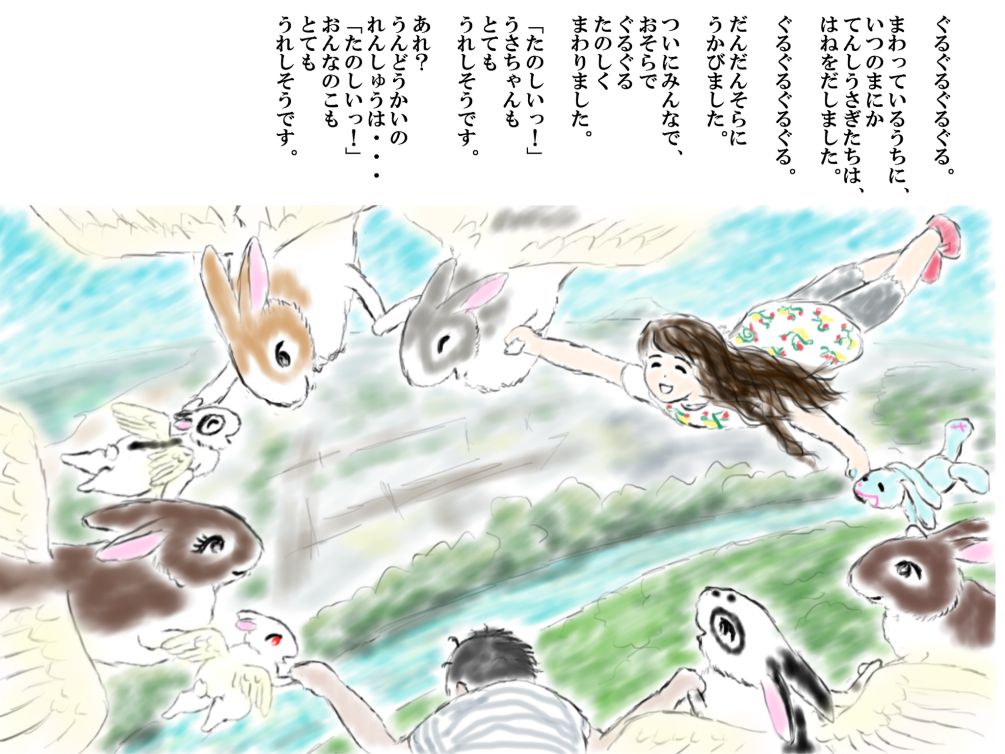 ぐるぐるぐるぐる。
まわっているうちに、
いつのまにか
てんしうさぎたちは、
はねをだしました。
ぐるぐるぐるぐる。
だんだんそらに
うかびました。
ついにみんなで、
おそらで
ぐるぐる
たのしく
まわりました。
「たのしいっ！」
うさちゃんも
とても
うれしそうです。
あれ？
うんどうかいの
れんしゅうは・・・
「たのしいっ！」
おんなのこも
とても
うれしそうです。